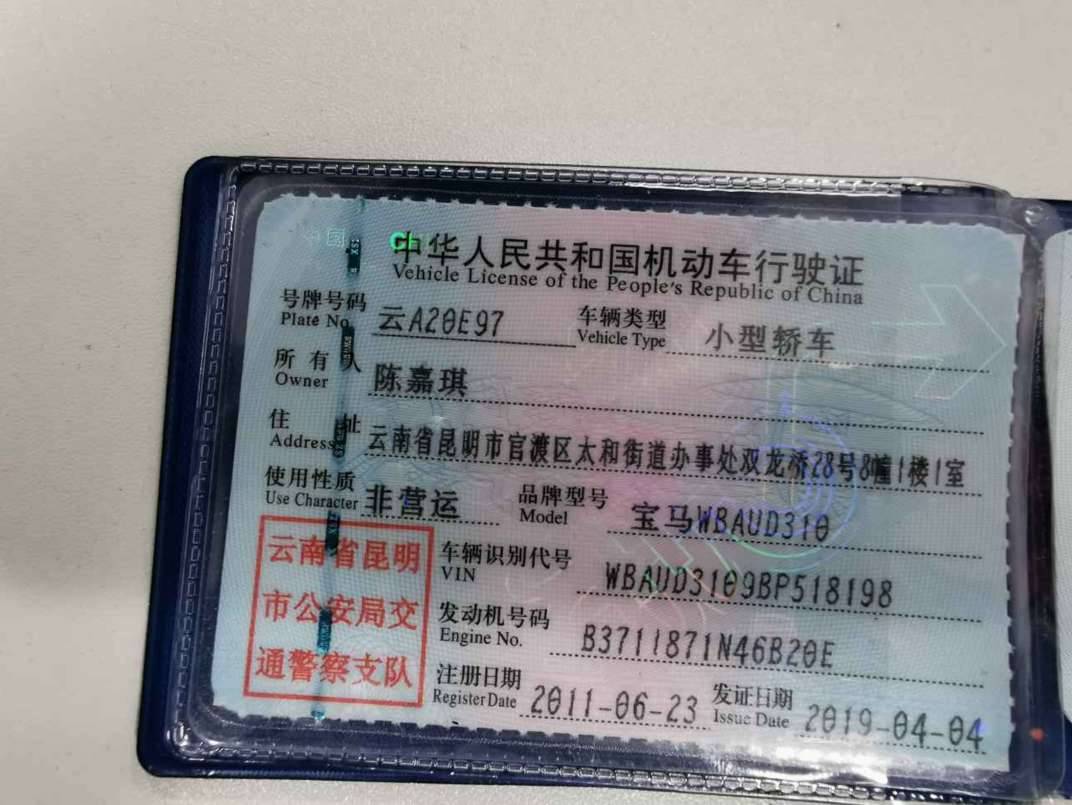 中华人民共和国机动车行驶证
Vehicle License of the People's Republic of China
号牌号码 云A20E97 车辆类型 小型轿车
Plate No. Vehicle Type
所有人 陈嘉琪
Owner
住址 云南省昆明市官渡区太和街道办事处双龙桥28号8幢1楼1室
Address
使用性质 非营运 品牌型号 宝马WBAUD310
Use Character Model
云南省昆明
市公安局交
通警察支队
车辆识别代号 WBAUD3109BP518198
VIN
发动机号码 B3711871N46B20E
Engine No.
注册日期 2011-06-23 发证日期 2019-04-04
Register Date Issue Date